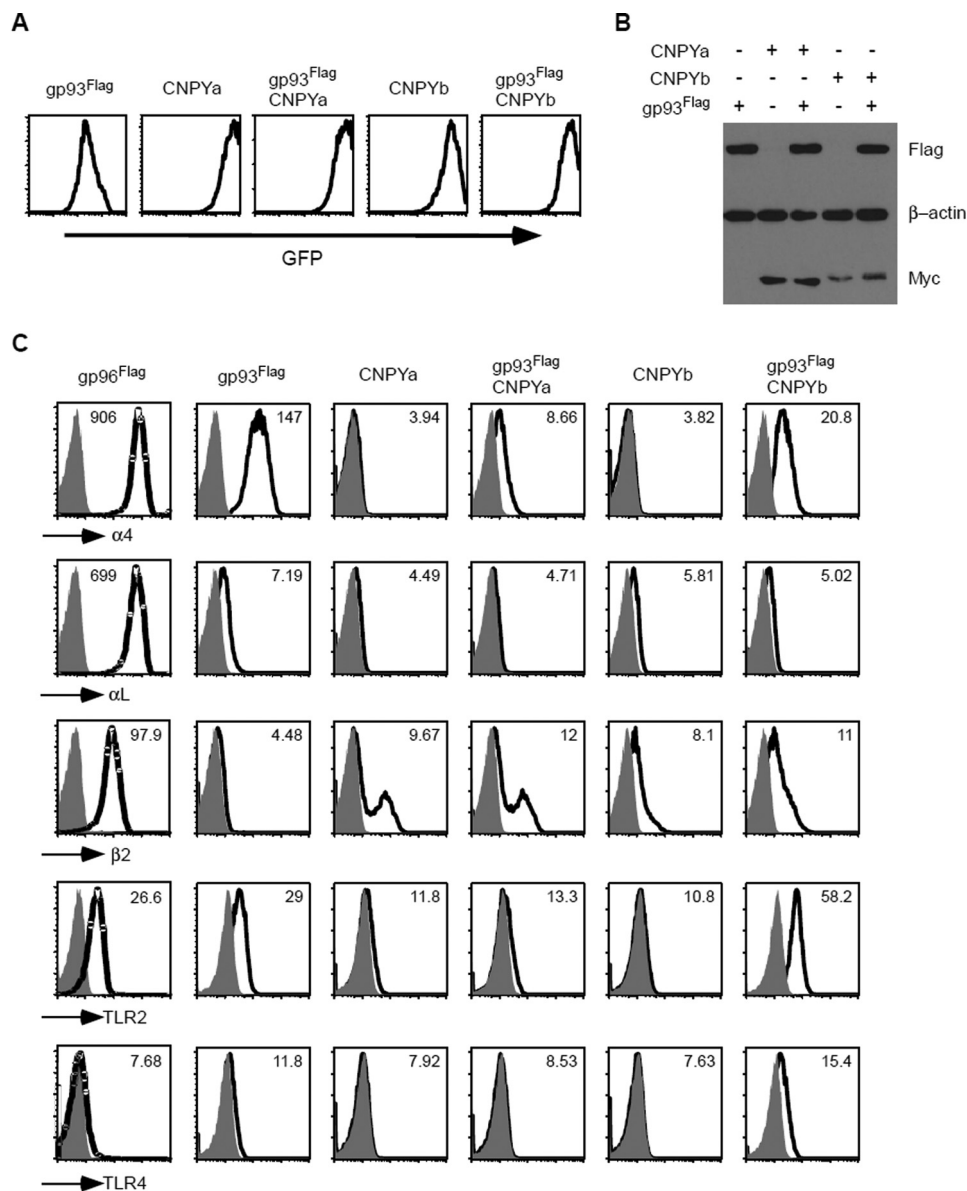 A
gp93Flag
CNPYa
gp93Flag
CNPYa
CNPYb
gp93Flag
CNPYb
GFP
B
CNPYa - + + - -
CNPYb - - - + +
gp93Flag + - + - +
Flag
β–actin
Myc
C
gp96Flag
gp93Flag
CNPYa
gp93Flag
CNPYa
CNPYb
gp93Flag
CNPYb
906 147 3.94 8.66 3.82 20.8
α4
699 7.19 4.49 4.71 5.81 5.02
αL
97.9 4.48 9.67 12 8.1 11
β2
26.6 29 11.8 13.3 10.8 58.2
TLR2
7.68 11.8 7.92 8.53 7.63 15.4
TLR4